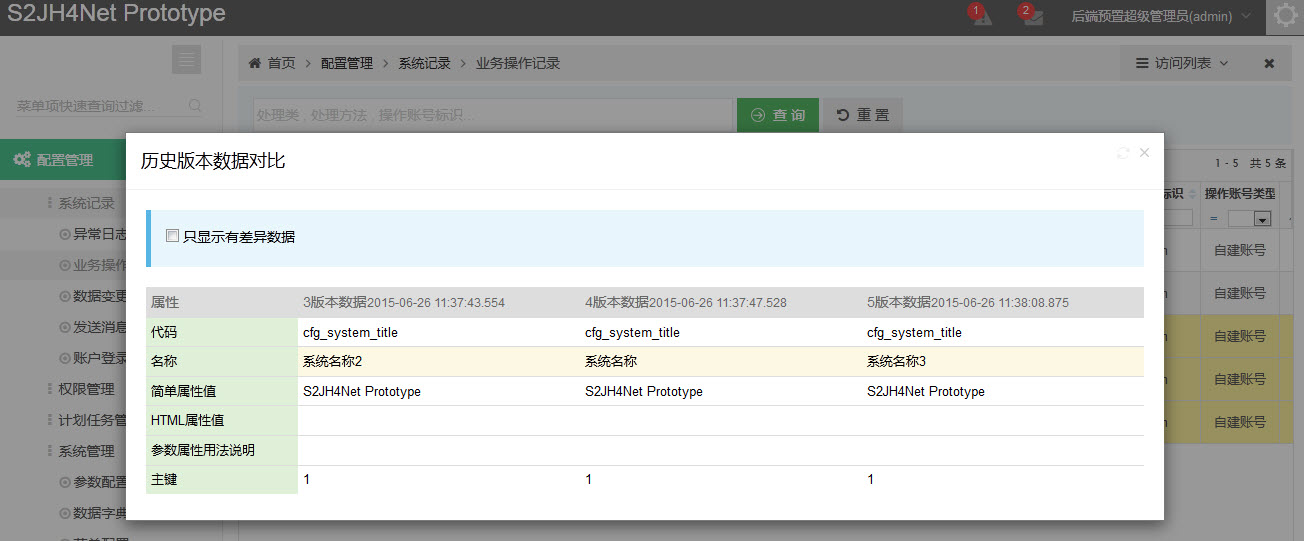 S2JH4Net Prototype
1
2
后端预置超级管理员(admin)
首页 > 配置管理 > 系统记录 > 业务操作记录
访问列表
菜单项快速查询过滤...
处理类，处理方法，操作账号标识...
查 询
重 置
配置管理
历史版本数据对比
1 - 5 共 5 条
系统记录
标识
操作账号类型
异常日志
只显示有差异数据
=
业务操作
自建账号
数据变更
属性 3版本数据2015-06-26 11:37:43.554 4版本数据2015-06-26 11:37:47.528 5版本数据2015-06-26 11:38:08.875
自建账号
发送消息
代码 cfg_system_title cfg_system_title cfg_system_title
自建账号
账户登录
名称 系统名称2 系统名称 系统名称3
自建账号
权限管理
简单属性值 S2JH4Net Prototype S2JH4Net Prototype S2JH4Net Prototype
计划任务管
HTML属性值
自建账号
系统管理
参数属性用法说明
参数配置
主键 1 1 1
数据字典
菜单配置